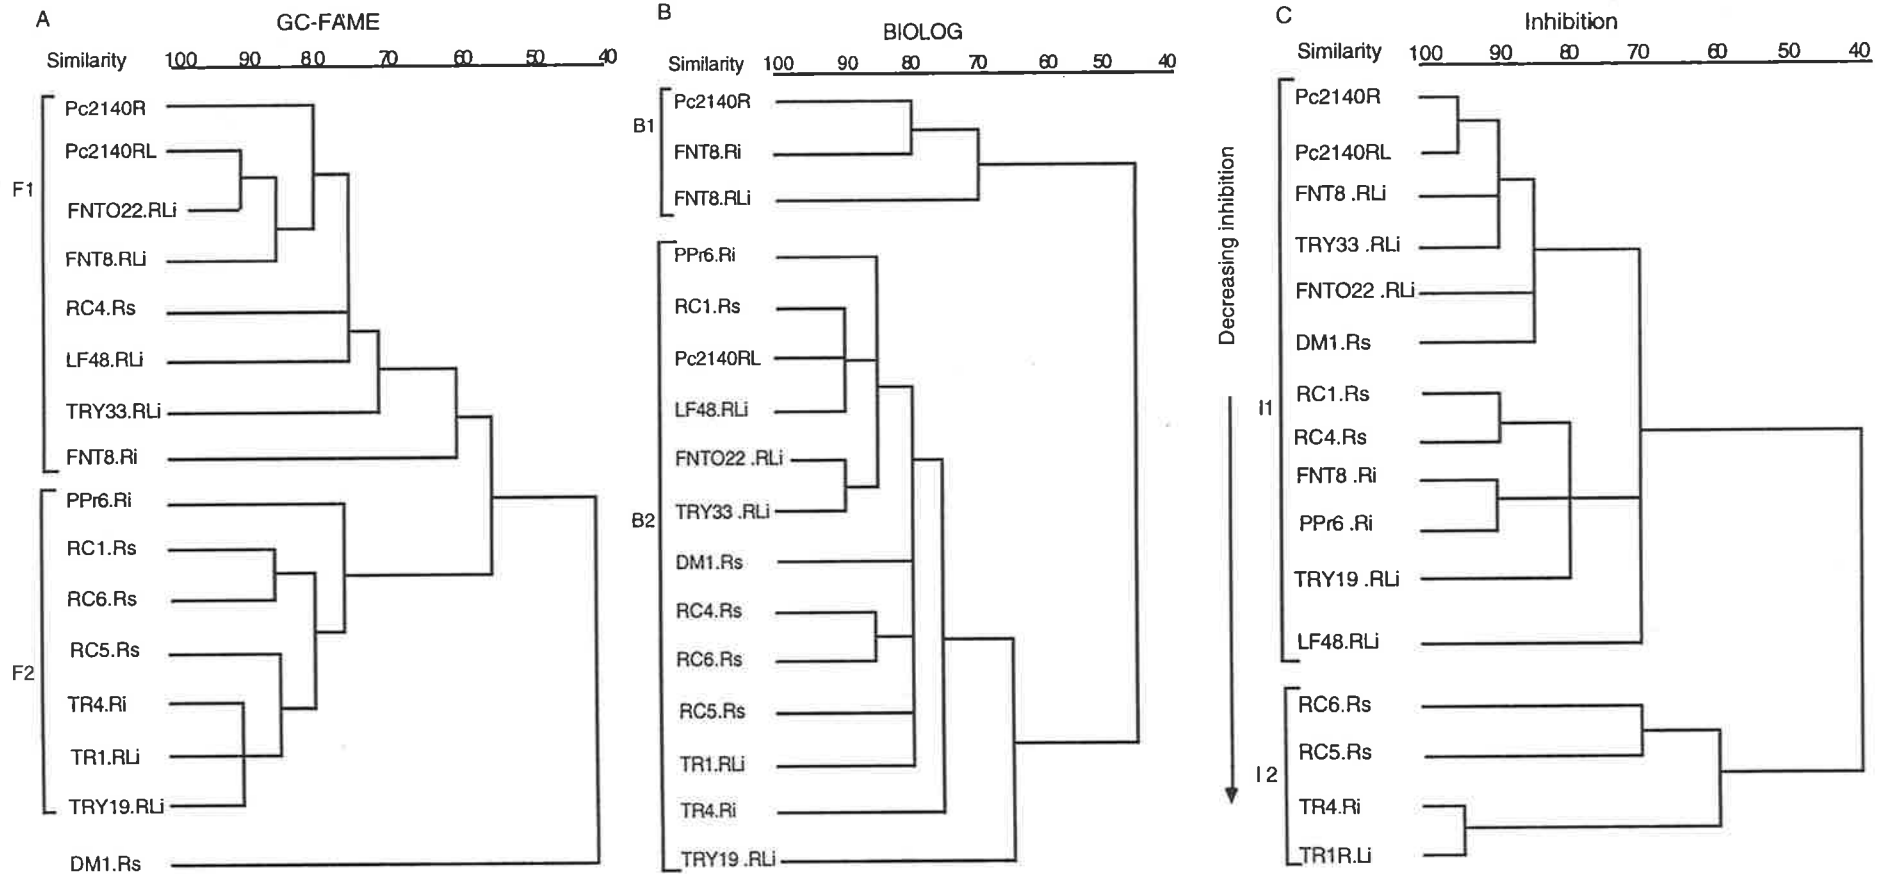 A
GC-FAME
Similarity
100 90 80 70 60 50 40
F1
Pc2140R
Pc2140RL
FNTO22.RLi
FNT8.RLi
RC4.Rs
LF48.RLi
TRY33.RLi
FNT8.Ri
F2
PPr6.Ri
RC1.Rs
RC6.Rs
RC5.Rs
TR4.Ri
TR1.RLi
TRY19.RLi
DM1.Rs
B
BIOLOG
Similarity
100 90 80 70 60 50 40
B1
Pc2140R
FNT8.Ri
FNT8.RLi
B2
PPr6.Ri
RC1.Rs
Pc2140RL
LF48.RLi
FNTO22 .RLi
TRY33 .RLi
DM1.Rs
RC4.Rs
RC6.Rs
RC5.Rs
TR1.RLi
TR4.Ri
TRY19 .RLi
C
Inhibition
Similarity
100 90 80 70 60 50 40
Decreasing inhibition
I1
Pc2140R
Pc2140RL
FNT8 .RLi
TRY33 .RLi
FNTO22 .RLi
DM1.Rs
RC1.Rs
RC4.Rs
FNT8 .Ri
PPr6 .Ri
TRY19 .RLi
LF48.RLi
I 2
RC6.Rs
RC5.Rs
TR4.Ri
TR1R.Li